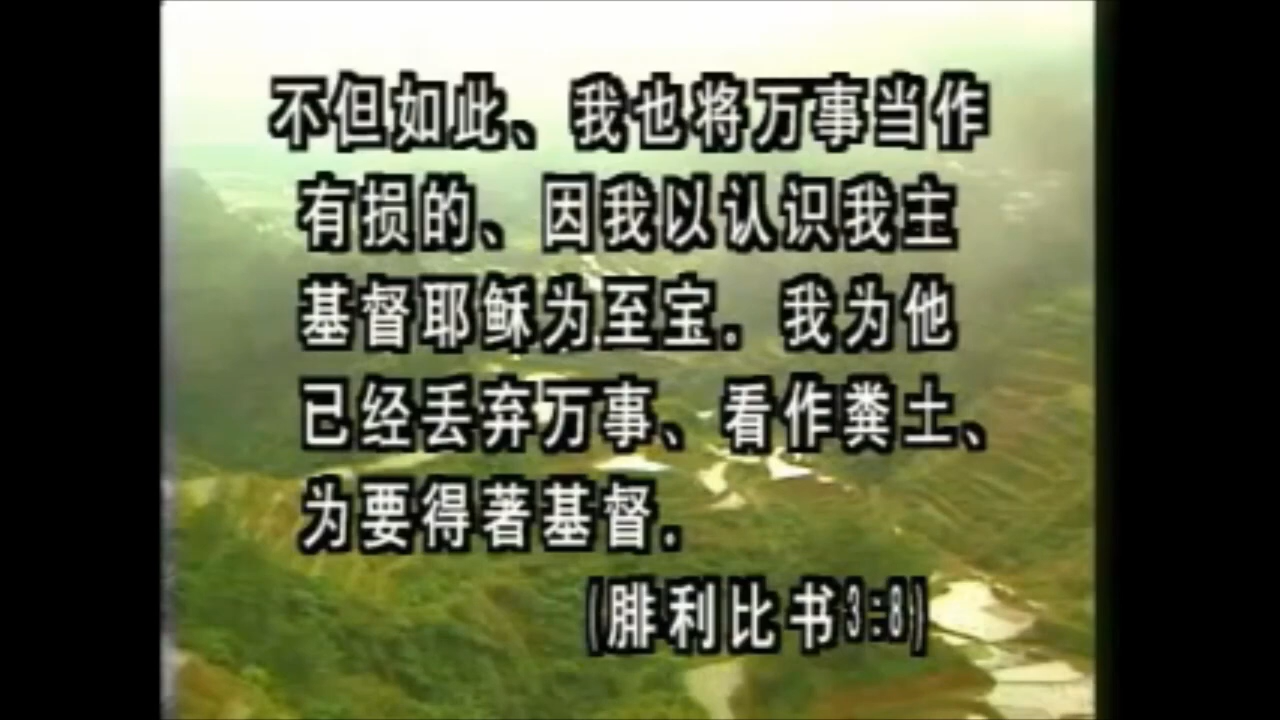 不但如此、我也将万事当作
有损的、因我以认识我主
基督耶稣为至宝. 我为他
已经丢弃万事、看作粪土、
为要得著基督.
(腓利比书3:8)